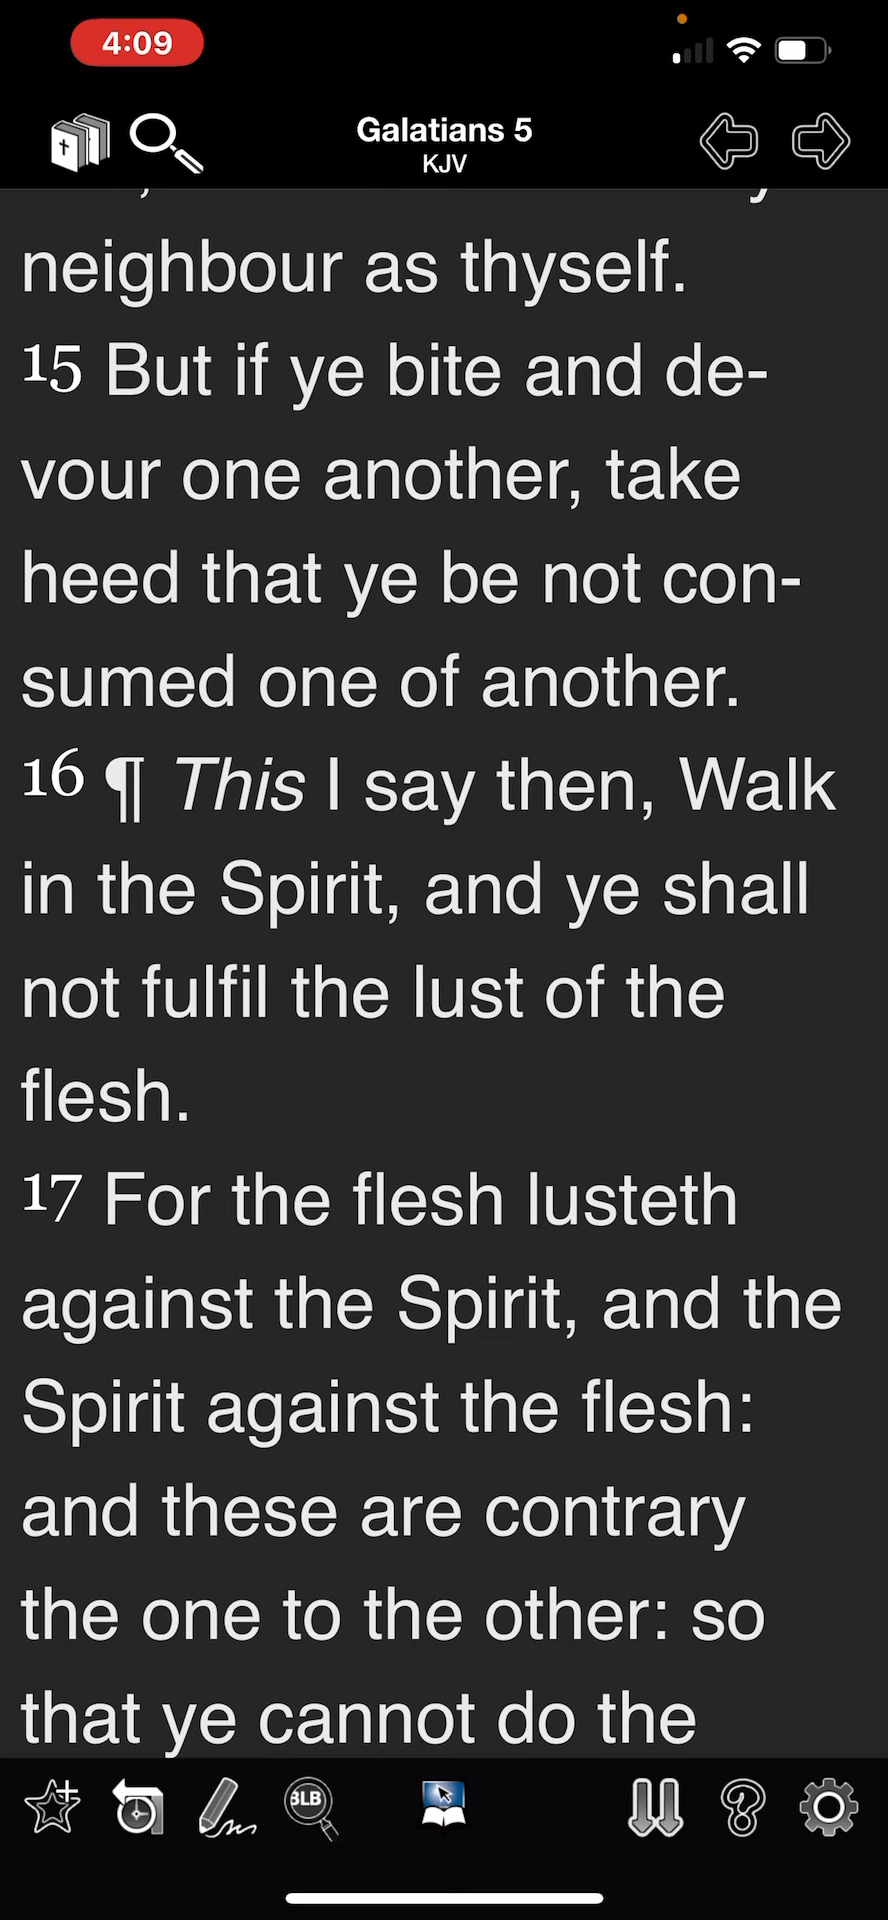 4:09
Galatians 5
KJV
neighbour as thyself.
15 But if ye bite and de-
vour one another, take
heed that ye be not con-
sumed one of another.
16 ¶ This I say then, Walk
in the Spirit, and ye shall
not fulfil the lust of the
flesh.
17 For the flesh lusteth
against the Spirit, and the
Spirit against the flesh:
and these are contrary
the one to the other: so
that ye cannot do the
BLB